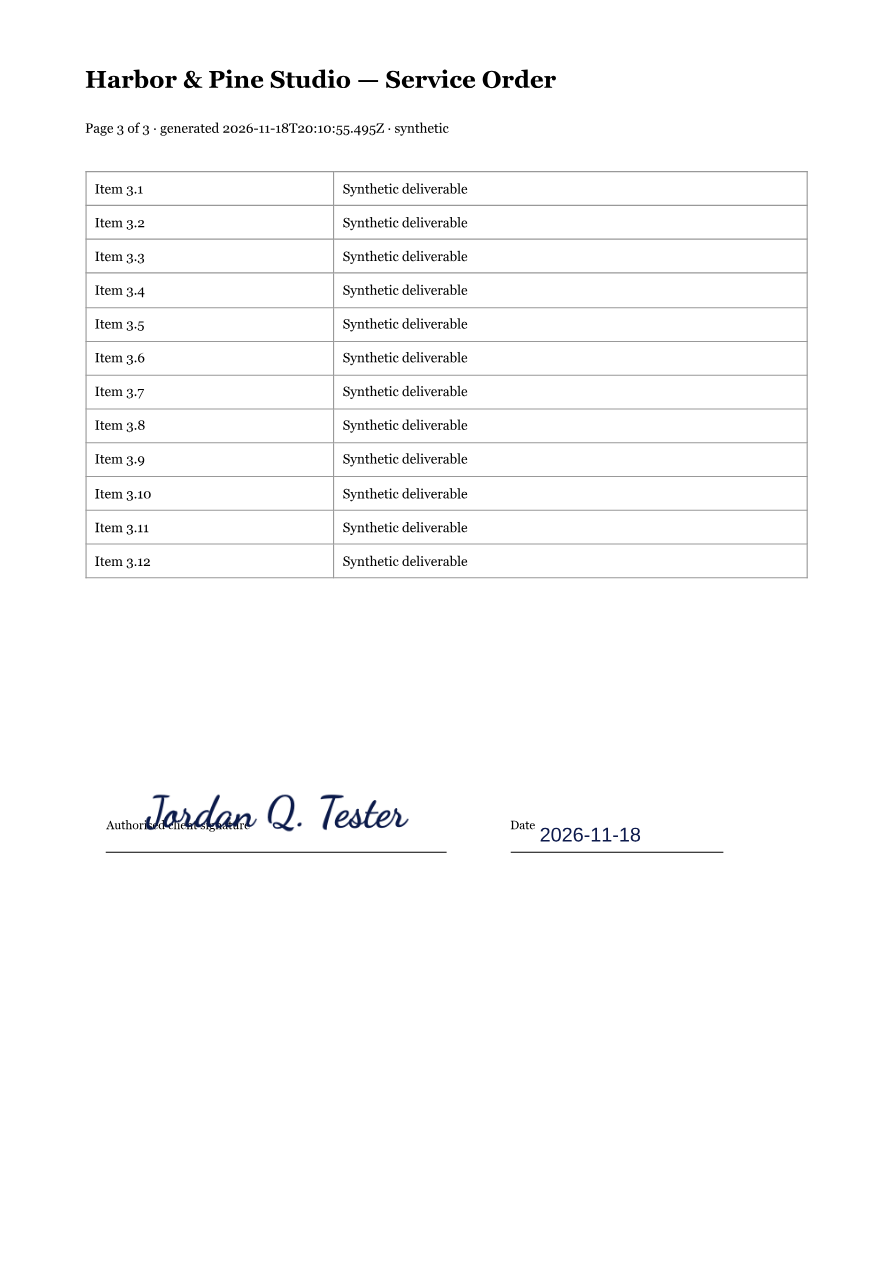 Harbor & Pine Studio — Service Order
Page 3 of 3 · generated 2026-11-18T20:10:55.495Z · synthetic
Item 3.1 Synthetic deliverable
Item 3.2 Synthetic deliverable
Item 3.3 Synthetic deliverable
Item 3.4 Synthetic deliverable
Item 3.5 Synthetic deliverable
Item 3.6 Synthetic deliverable
Item 3.7 Synthetic deliverable
Item 3.8 Synthetic deliverable
Item 3.9 Synthetic deliverable
Item 3.10 Synthetic deliverable
Item 3.11 Synthetic deliverable
Item 3.12 Synthetic deliverable
Jordan Q. Tester
Authorised client signature
Date 2026-11-18